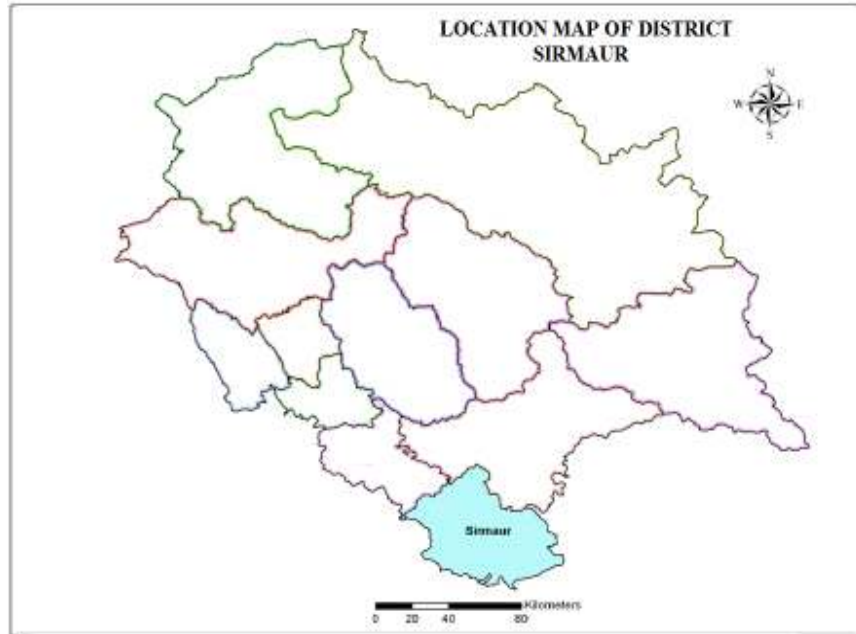 LOCATION MAP OF DISTRICT
SIRMAUR
N
W E
S
Sirmaur
Kilometers
0 20 40 80